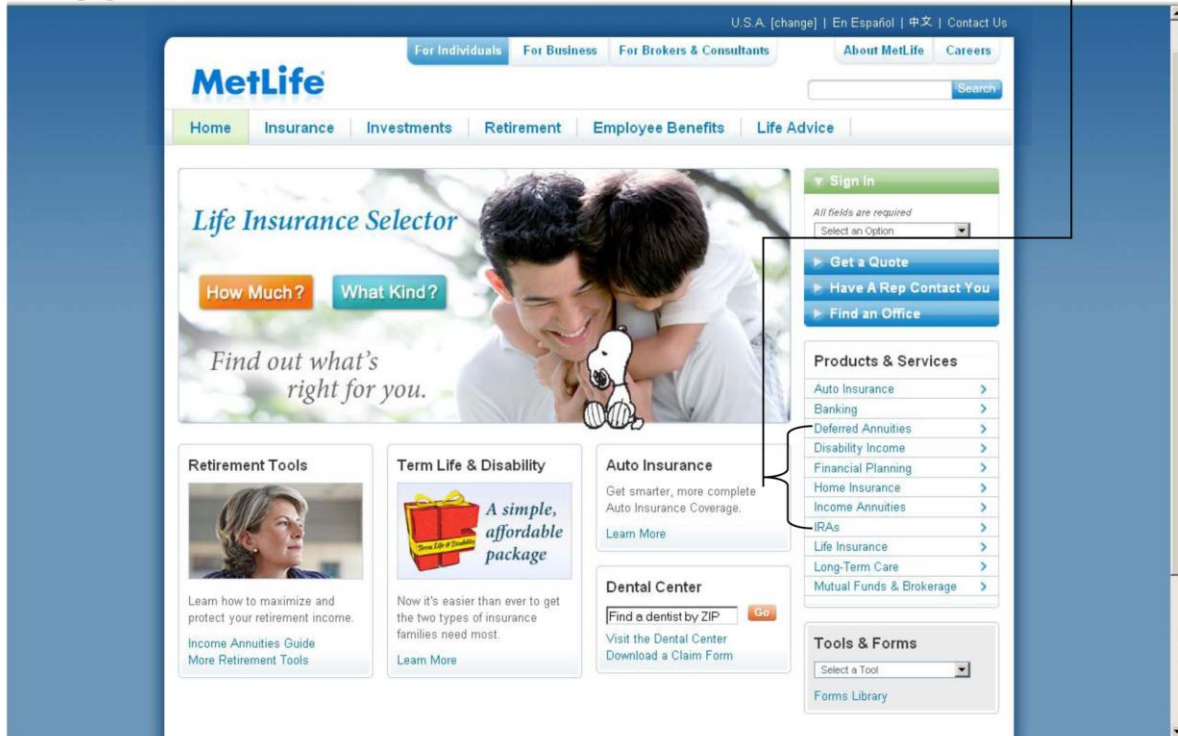 U.S.A. [change] | En Español | 中文 | Contact Us
For Individuals For Business For Brokers & Consultants About MetLife Careers
MetLife
Search
Home Insurance Investments Retirement Employee Benefits Life Advice
Life Insurance Selector
How Much? What Kind?
Find out what's
right for you.
Sign In
All fields are required
Select an Option
Get a Quote
Have A Rep Contact You
Find an Office
Products & Services
Auto Insurance
Banking
Deferred Annuities
Disability Income
Financial Planning
Home Insurance
Income Annuities
IRAs
Life Insurance
Long-Term Care
Mutual Funds & Brokerage
Retirement Tools
Learn how to maximize and
protect your retirement income.
Income Annuities Guide
More Retirement Tools
Term Life & Disability
A simple,
affordable
package
Term Life & Disability
Now it's easier than ever to get
the two types of insurance
families need most.
Learn More
Auto Insurance
Get smarter, more complete
Auto Insurance Coverage.
Learn More
Dental Center
Find a dentist by ZIP Go
Visit the Dental Center
Download a Claim Form
Tools & Forms
Select a Tool
Forms Library